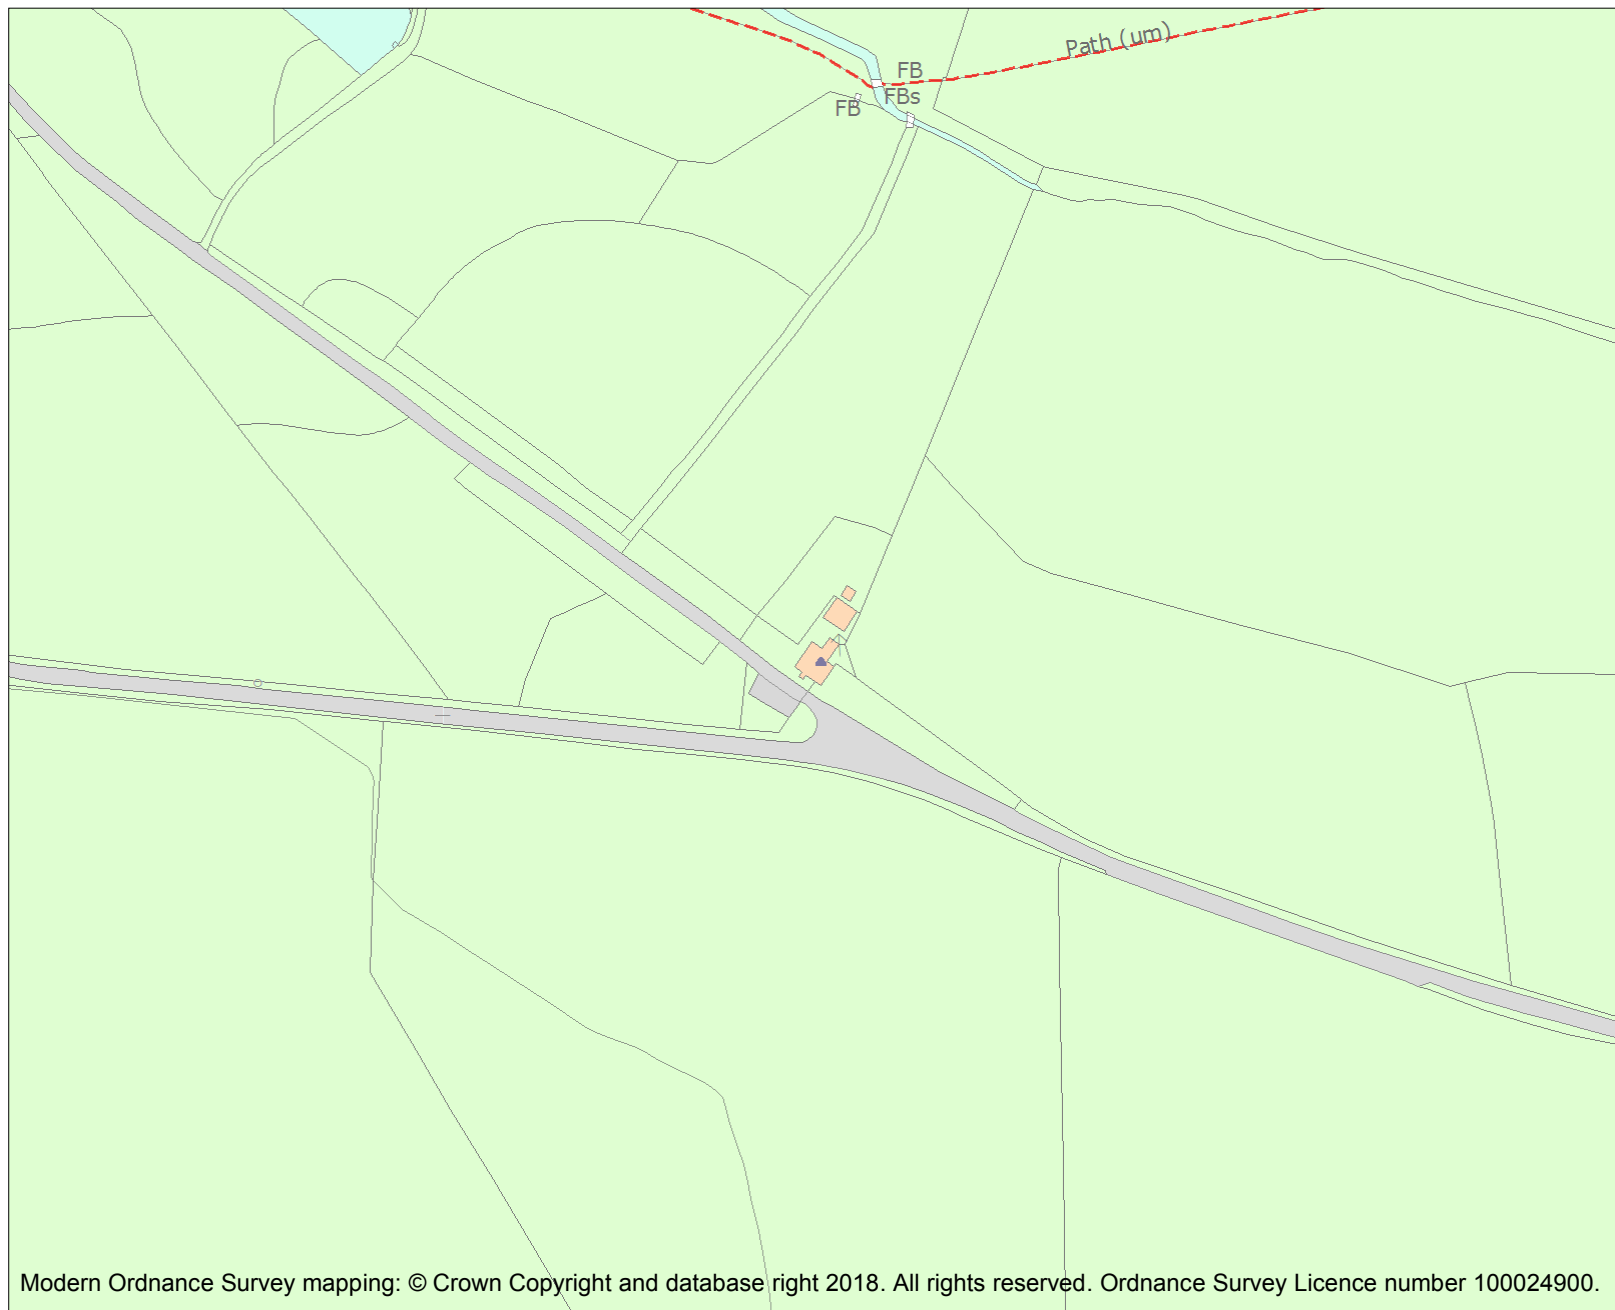 Path (um)
FB
FBs
FB
Modern Ordnance Survey mapping: © Crown Copyright and database right 2018. All rights reserved. Ordnance Survey Licence number 100024900.